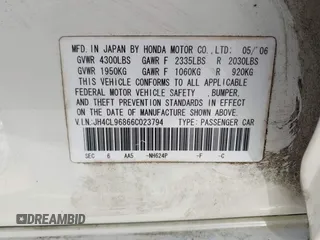 MFD. IN JAPAN BY HONDA MOTOR CO., LTD. 05/06
GVWR 4300LBS GAWR F 2335LBS R 2030LBS
GVWR 1950KG GAWR F 1060KG R 920KG
THIS VEHICLE CONFORMS TO ALL APPLICABLE
FEDERAL MOTOR VEHICLE SAFETY, BUMPER,
AND THEFT PREVENTION STANDARDS IN EFFECT
ON THE DATE OF MANUFACTURE SHOWN ABOVE.
V.I.N:JH4CL96866C023794 TYPE: PASSENGER CAR
SEC 6 AA5 -NH624P -F -C
DREAMBID